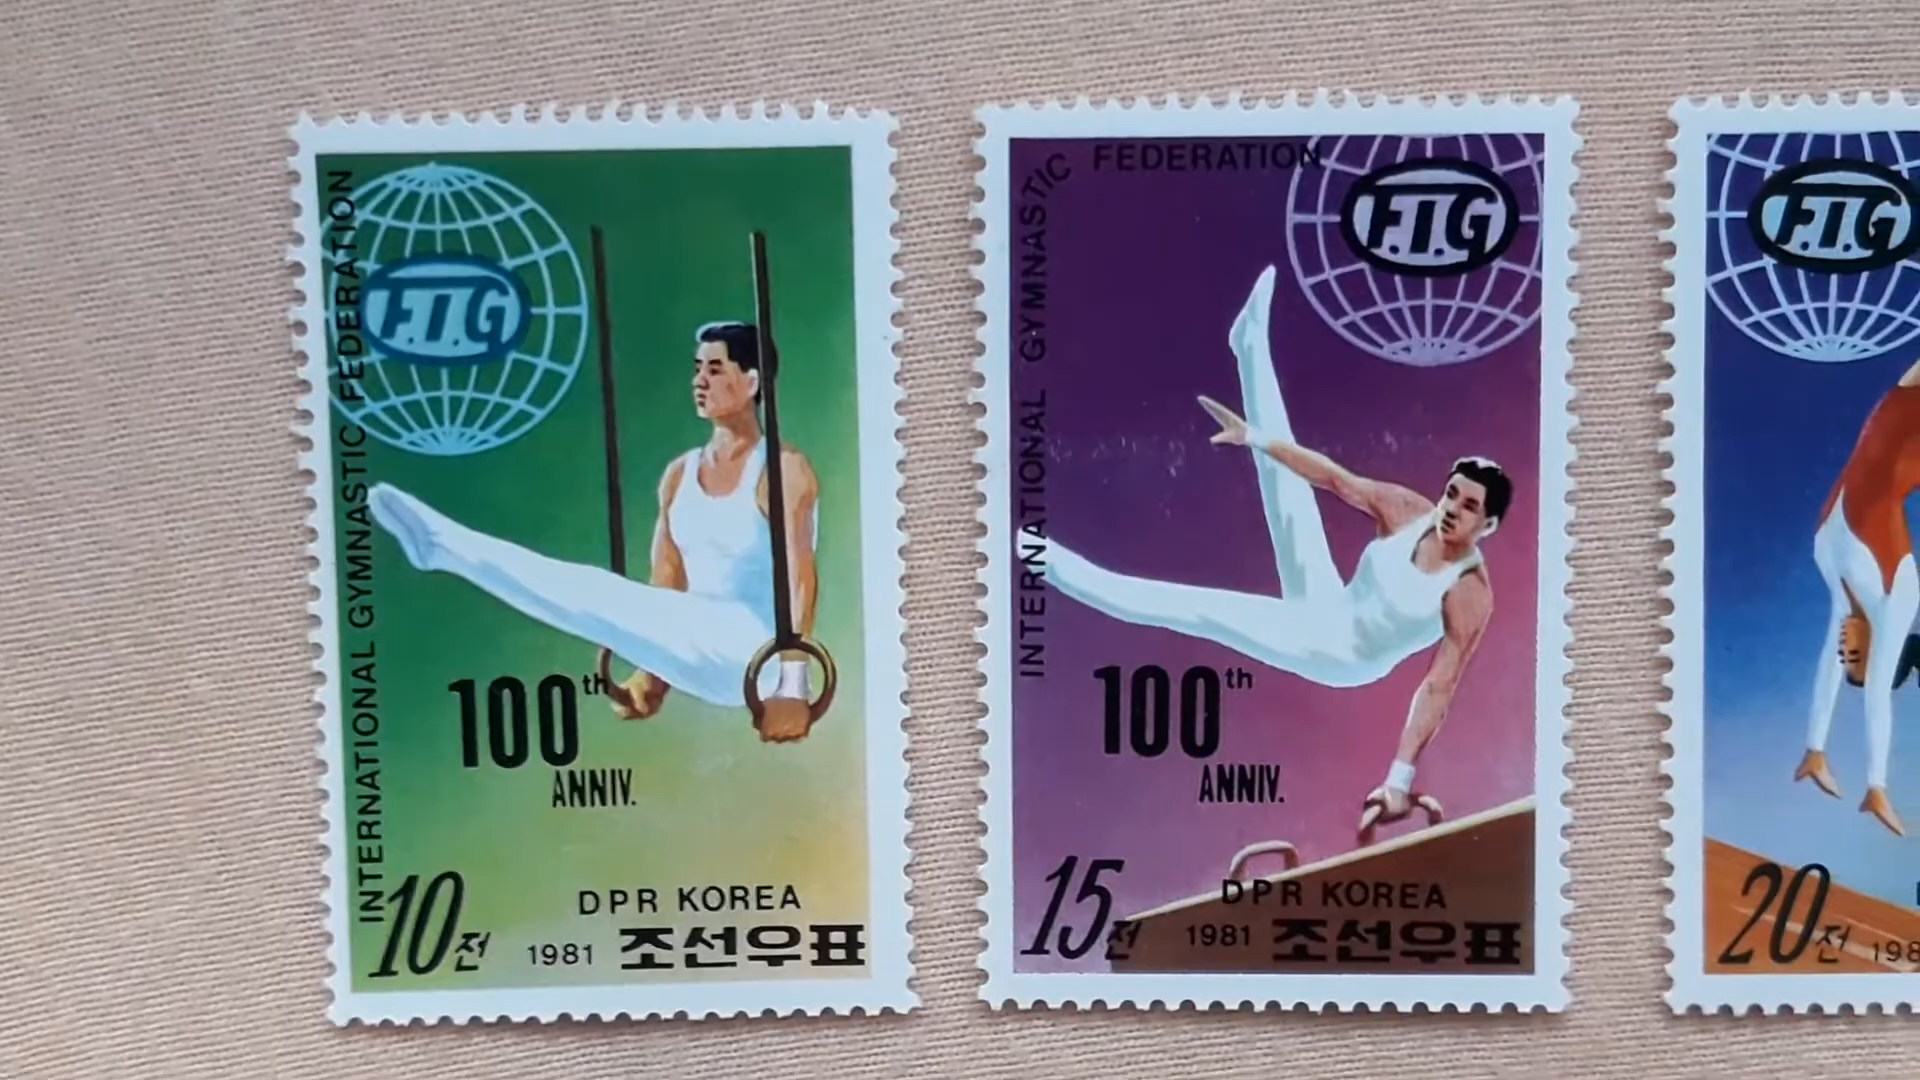 INTERNATIONAL GYMNASTIC FEDERATION
F.I.G
100th
ANNIV.
10전
DPR KOREA
1981 조선우표
INTERNATIONAL GYMNASTIC FEDERATION
F.I.G
100th
ANNIV.
15전
DPR KOREA
1981 조선우표
F.I.G
20전
198